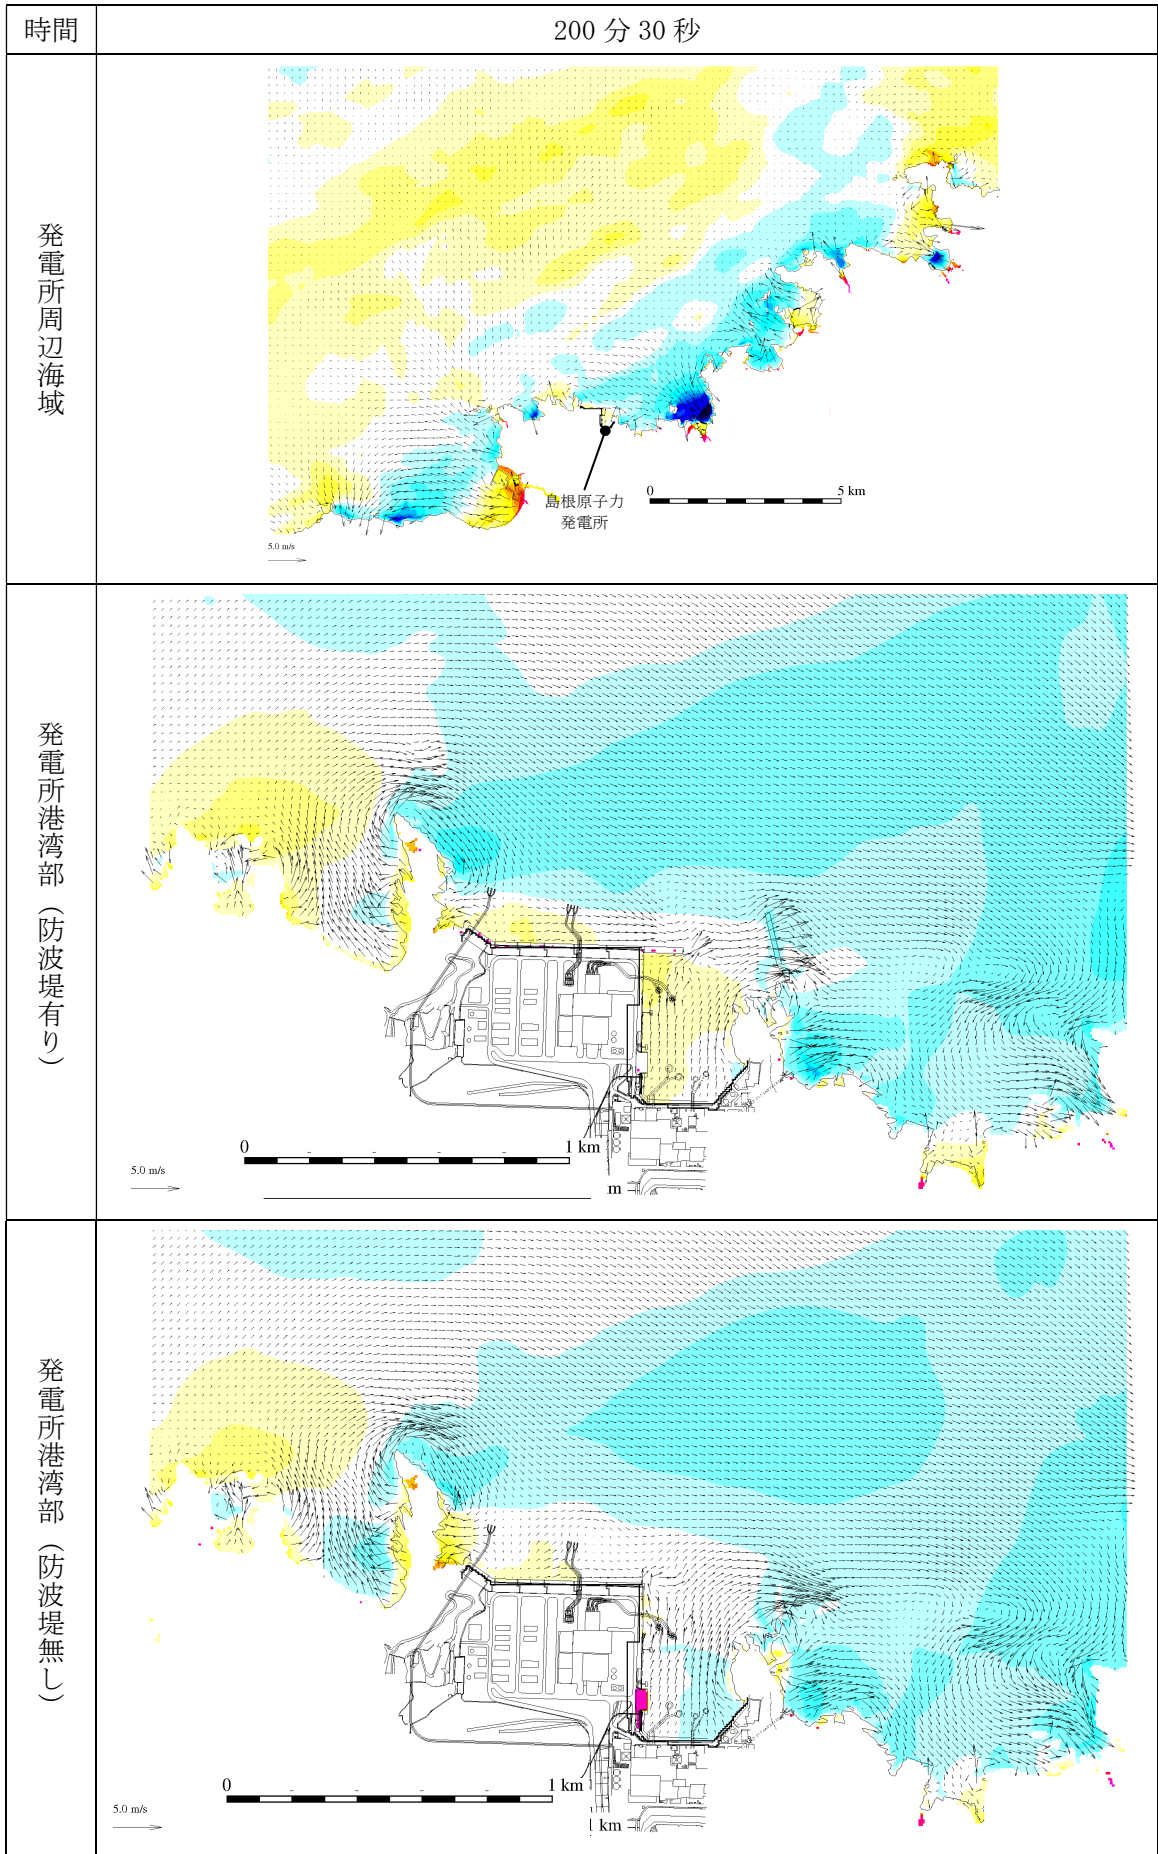 時間
200 分 30 秒
発電所周辺海域
島根原子力
発電所
0
5 km
5.0 m/s
発電所港湾部（防波堤有り）
0
1 km
5.0 m/s
m
発電所港湾部（防波堤無し）
0
1 km
5.0 m/s
km